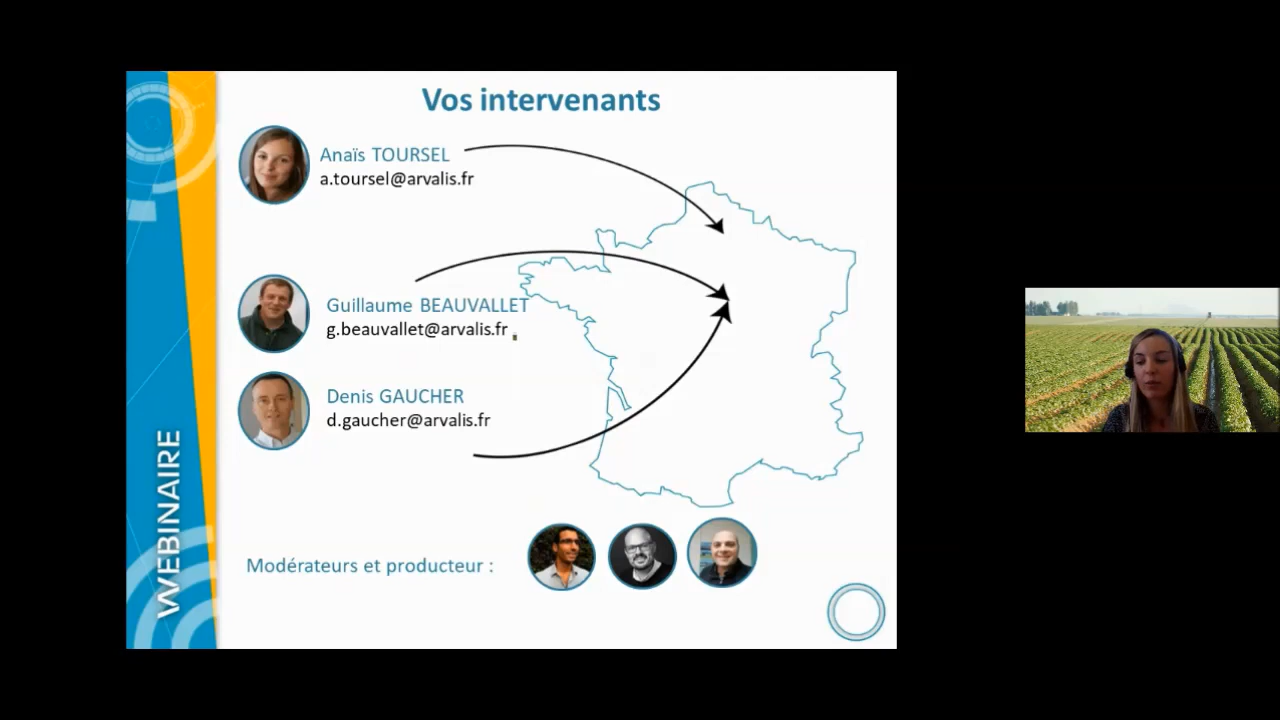 Vos intervenants
Anaïs TOURSEL
a.toursel@arvalis.fr
Guillaume BEAUVALLET
g.beauvallet@arvalis.fr
Denis GAUCHER
d.gaucher@arvalis.fr
Modérateurs et producteur :
WEBINAIRE